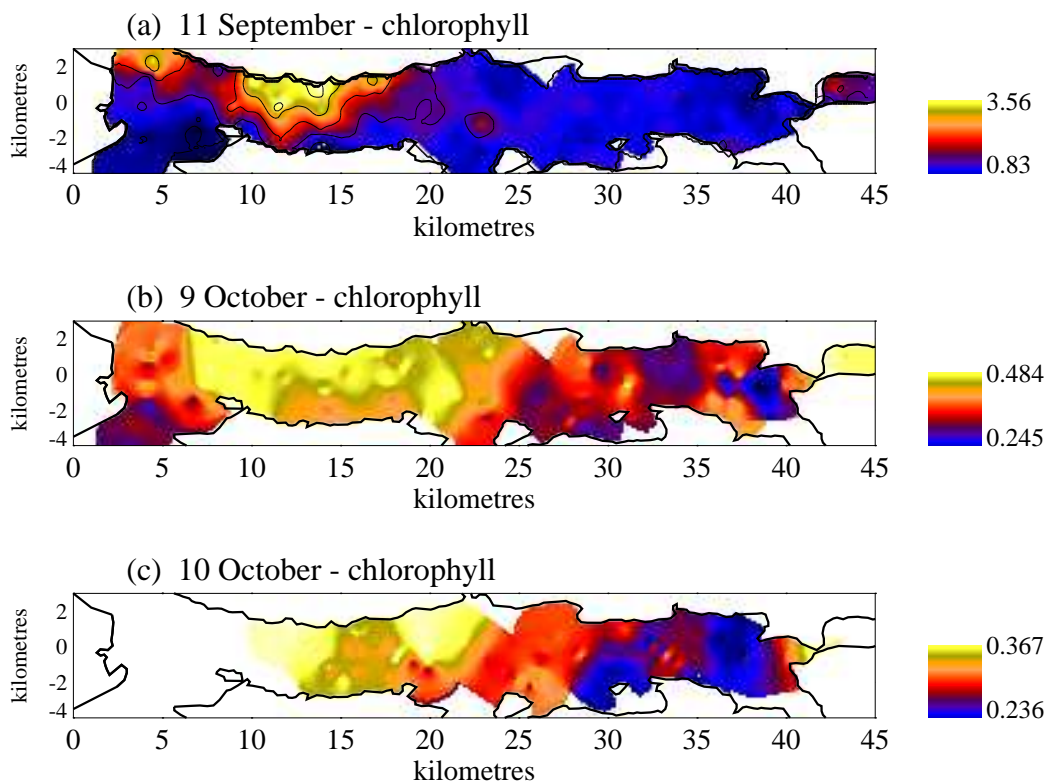 (a) 11 September - chlorophyll
kilometres
2
0
-2
-4
0 5 10 15 20 25 30 35 40 45
kilometres
3.56
0.83
(b) 9 October - chlorophyll
kilometres
2
0
-2
-4
0 5 10 15 20 25 30 35 40 45
kilometres
0.484
0.245
(c) 10 October - chlorophyll
kilometres
2
0
-2
-4
0 5 10 15 20 25 30 35 40 45
kilometres
0.367
0.236